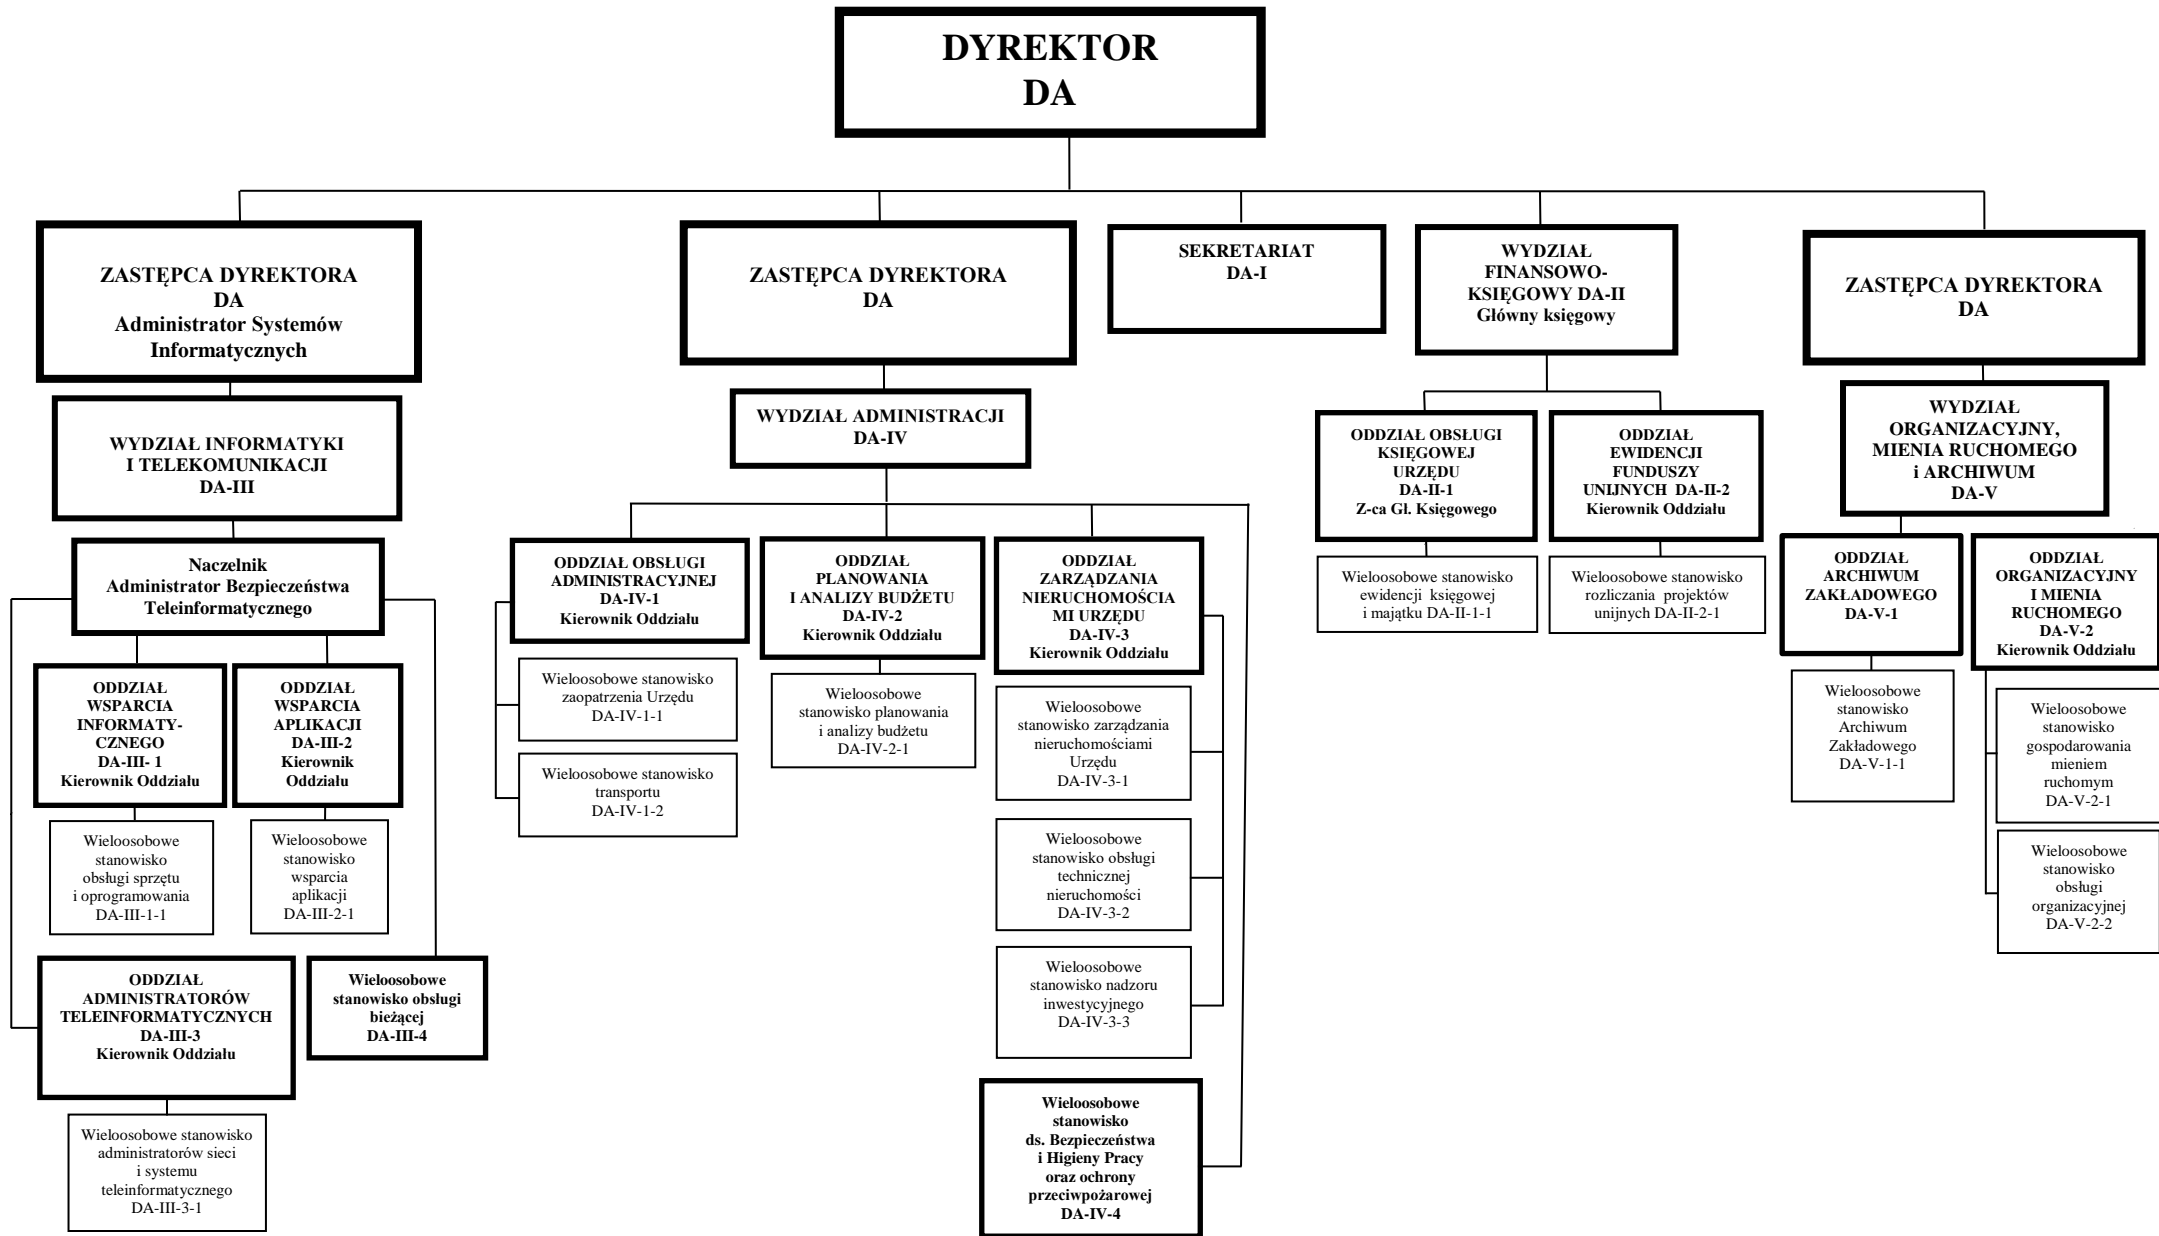 DYREKTOR
DA
ZASTĘPCA DYREKTORA
DA
Administrator Systemów
Informatycznych
ZASTĘPCA DYREKTORA
DA
SEKRETARIAT
DA-I
WYDZIAŁ
FINANSOWO-
KSIĘGOWY DA-II
Główny księgowy
ZASTĘPCA DYREKTORA
DA
WYDZIAŁ INFORMATYKI
I TELEKOMUNIKACJI
DA-III
WYDZIAŁ ADMINISTRACJI
DA-IV
ODDZIAŁ OBSŁUGI
KSIĘGOWEJ
URZĘDU
DA-II-1
Z-ca Gł. Księgowego
ODDZIAŁ
EWIDENCJI
FUNDUSZY
UNIJNYCH DA-II-2
Kierownik Oddziału
WYDZIAŁ
ORGANIZACYJNY,
MIENIA RUCHOMEGO
i ARCHIWUM
DA-V
Naczelnik
Administrator Bezpieczeństwa
Teleinformatycznego
ODDZIAŁ OBSŁUGI
ADMINISTRACYJNEJ
DA-IV-1
Kierownik Oddziału
ODDZIAŁ
PLANOWANIA
I ANALIZY BUDŻETU
DA-IV-2
Kierownik Oddziału
ODDZIAŁ
ZARZĄDZANIA
NIERUCHOMOŚCIA
MI URZĘDU
DA-IV-3
Kierownik Oddziału
Wieloosobowe stanowisko
ewidencji księgowej
i majątku DA-II-1-1
Wieloosobowe stanowisko
rozliczania projektów
unijnych DA-II-2-1
ODDZIAŁ
ARCHIWUM
ZAKŁADOWEGO
DA-V-1
ODDZIAŁ
ORGANIZACYJNY
I MIENIA
RUCHOMEGO
DA-V-2
Kierownik Oddziału
ODDZIAŁ
WSPARCIA
INFORMATY-
CZNEGO
DA-III- 1
Kierownik Oddziału
ODDZIAŁ
WSPARCIA
APLIKACJI
DA-III-2
Kierownik
Oddziału
Wieloosobowe stanowisko
zaopatrzenia Urzędu
DA-IV-1-1
Wieloosobowe
stanowisko planowania
i analizy budżetu
DA-IV-2-1
Wieloosobowe
stanowisko zarządzania
nieruchomościami
Urzędu
DA-IV-3-1
Wieloosobowe
stanowisko
Archiwum
Zakładowego
DA-V-1-1
Wieloosobowe
stanowisko
gospodarowania
mieniem
ruchomym
DA-V-2-1
Wieloosobowe stanowisko
transportu
DA-IV-1-2
Wieloosobowe
stanowisko
obsługi sprzętu
i oprogramowania
DA-III-1-1
Wieloosobowe
stanowisko
wsparcia
aplikacji
DA-III-2-1
Wieloosobowe
stanowisko obsługi
technicznej
nieruchomości
DA-IV-3-2
Wieloosobowe
stanowisko
obsługi
organizacyjnej
DA-V-2-2
ODDZIAŁ
ADMINISTRATORÓW
TELEINFORMATYCZNYCH
DA-III-3
Kierownik Oddziału
Wieloosobowe
stanowisko obsługi
bieżącej
DA-III-4
Wieloosobowe
stanowisko nadzoru
inwestycyjnego
DA-IV-3-3
Wieloosobowe stanowisko
administratorów sieci
i systemu
teleinformatycznego
DA-III-3-1
Wieloosobowe
stanowisko
ds. Bezpieczeństwa
i Higieny Pracy
oraz ochrony
przeciwpożarowej
DA-IV-4